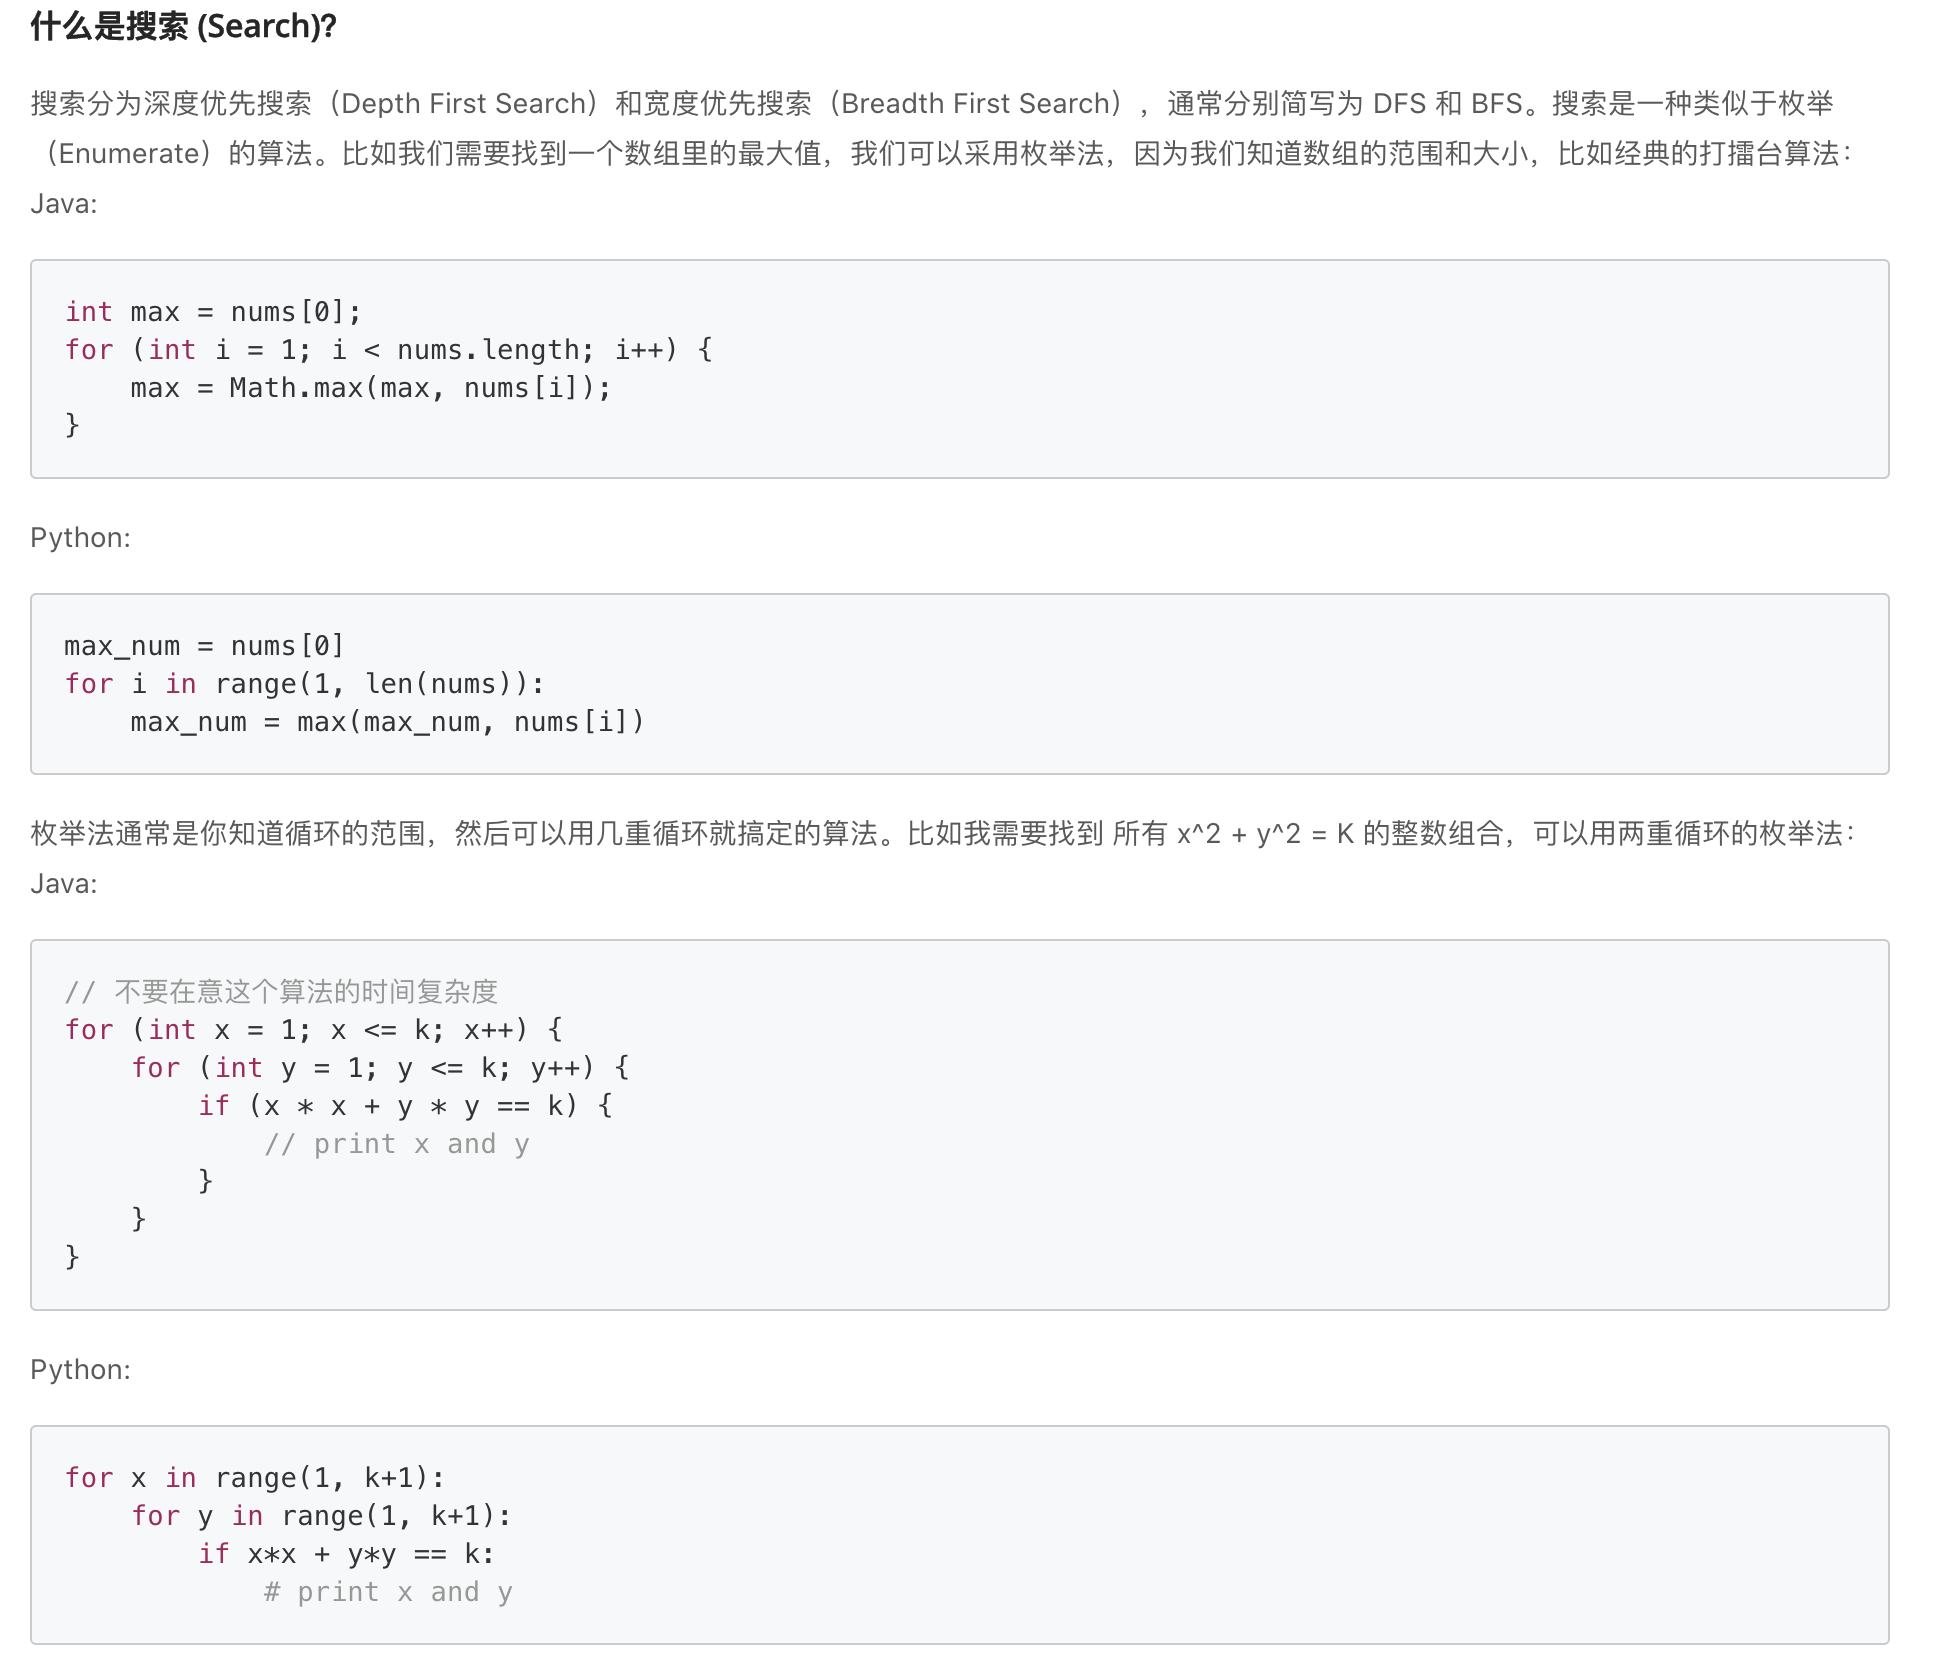 什么是搜索 (Search)?
搜索分为深度优先搜索（Depth First Search）和宽度优先搜索（Breadth First Search），通常分别简写为 DFS 和 BFS。搜索是一种类似于枚举
（Enumerate）的算法。比如我们需要找到一个数组里的最大值，我们可以采用枚举法，因为我们知道数组的范围和大小，比如经典的打擂台算法：
Java:
int max = nums[0];
for (int i = 1; i < nums.length; i++) {
    max = Math.max(max, nums[i]);
}
Python:
max_num = nums[0]
for i in range(1, len(nums)):
    max_num = max(max_num, nums[i])
枚举法通常是你知道循环的范围，然后可以用几重循环就搞定的算法。比如我需要找到 所有 x^2 + y^2 = K 的整数组合，可以用两重循环的枚举法：
Java:
// 不要在意这个算法的时间复杂度
for (int x = 1; x <= k; x++) {
    for (int y = 1; y <= k; y++) {
        if (x * x + y * y == k) {
            // print x and y
        }
    }
}
Python:
for x in range(1, k+1):
    for y in range(1, k+1):
        if x*x + y*y == k:
            # print x and y